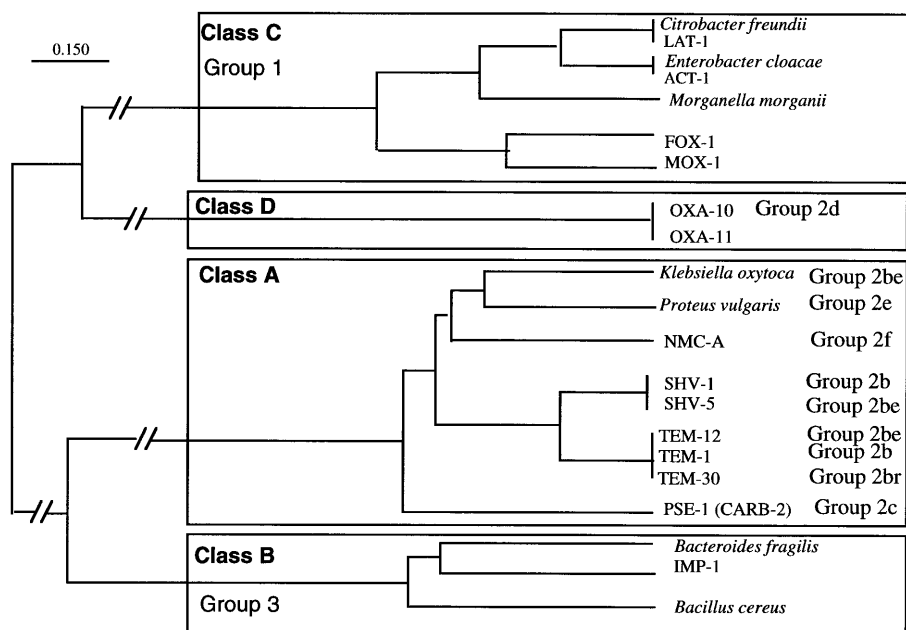 0.150
Class C
Group 1
Citrobacter freundii
LAT-1
Enterobacter cloacae
ACT-1
Morganella morganii
FOX-1
MOX-1
Class D
OXA-10 Group 2d
OXA-11
Class A
Klebsiella oxytoca Group 2be
Proteus vulgaris Group 2e
NMC-A Group 2f
SHV-1 Group 2b
SHV-5 Group 2be
TEM-12 Group 2be
TEM-1 Group 2b
TEM-30 Group 2br
PSE-1 (CARB-2) Group 2c
Class B
Group 3
Bacteroides fragilis
IMP-1
Bacillus cereus